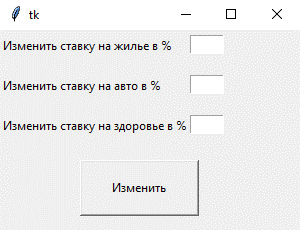 tk
Изменить ставку на жилье в %
Изменить ставку на авто в %
Изменить ставку на здоровье в %
Изменить